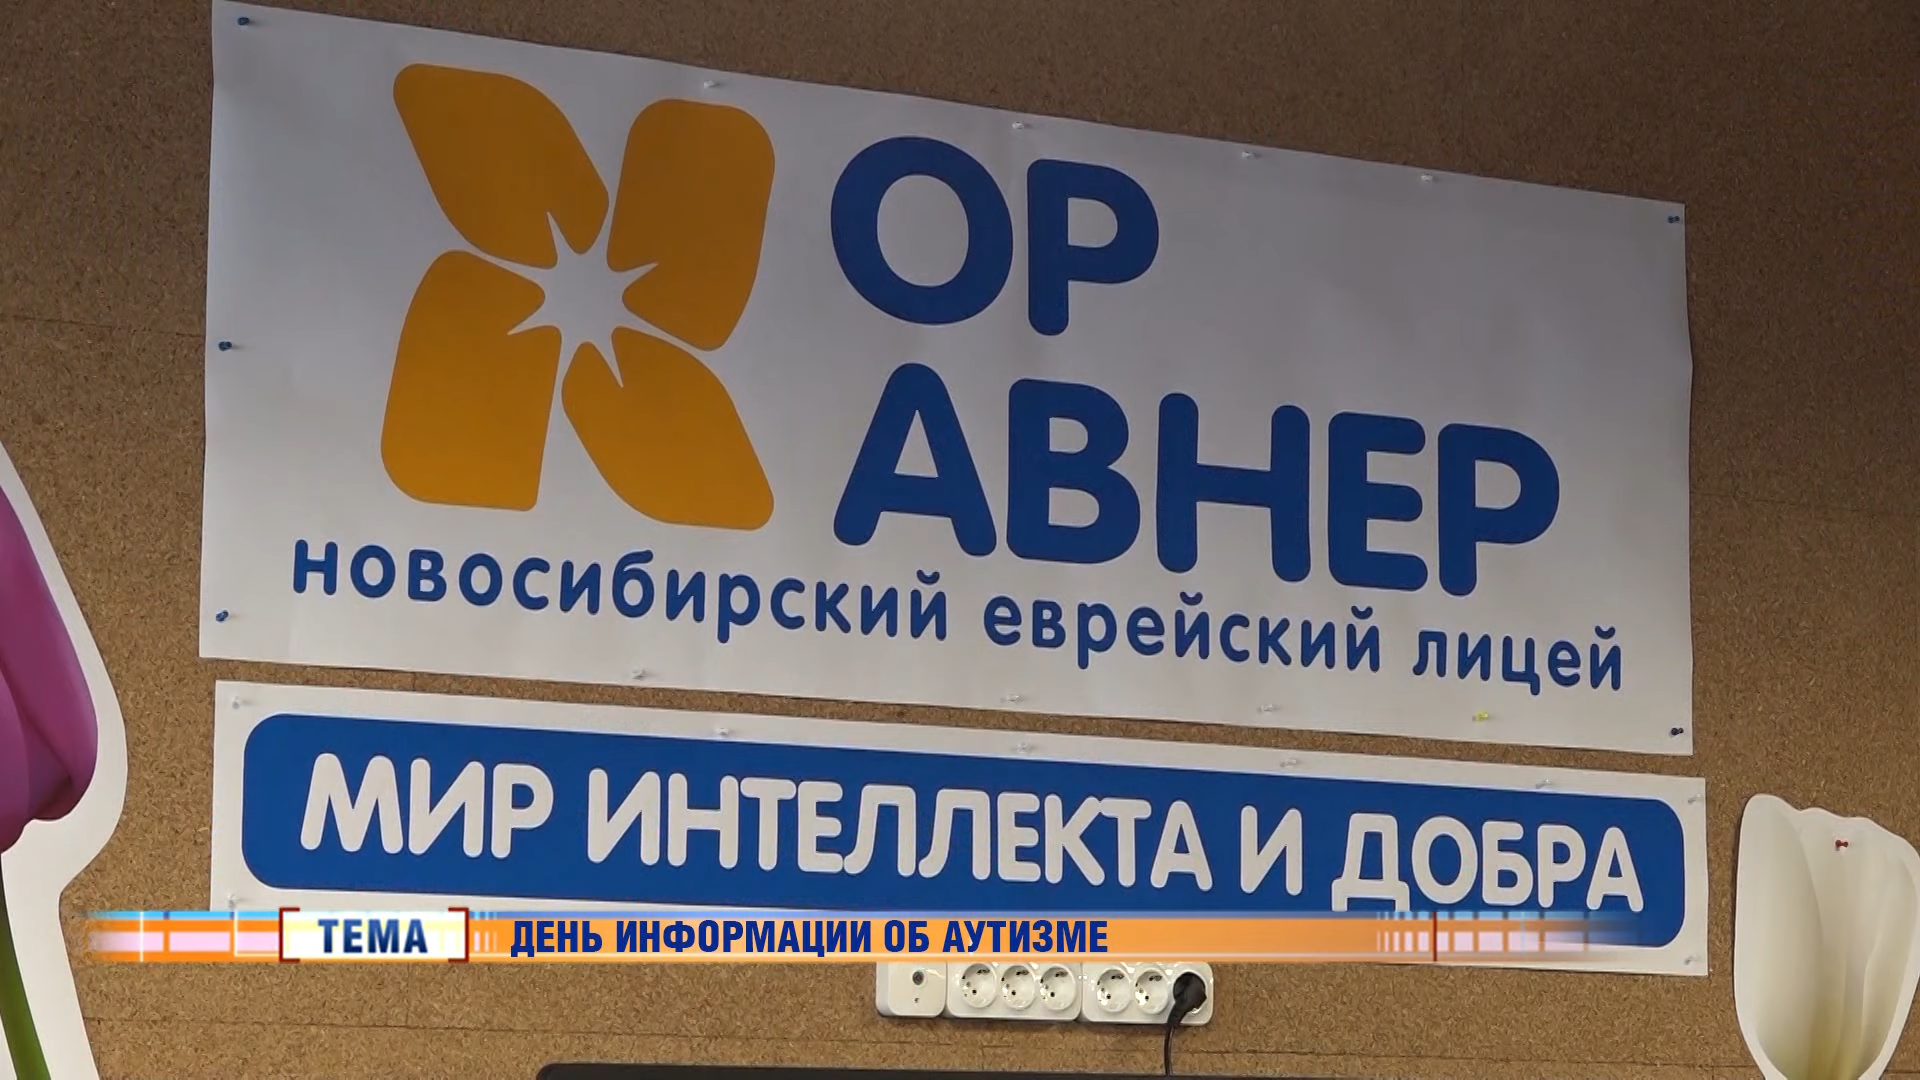 ОР
АВНЕР
новосибирский еврейский лицей
МИР ИНТЕЛЛЕКТА И ДОБРА
ТЕМА
ДЕНЬ ИНФОРМАЦИИ ОБ АУТИЗМЕ